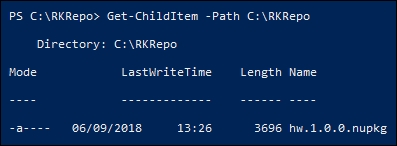 PS C:\RKRepo> Get-ChildItem -Path C:\RKRepo
Directory: C:\RKRepo
Mode LastWriteTime Length Name
---- ------------- ------ ----
-a---- 06/09/2018 13:26 3696 hw.1.0.0.nupkg